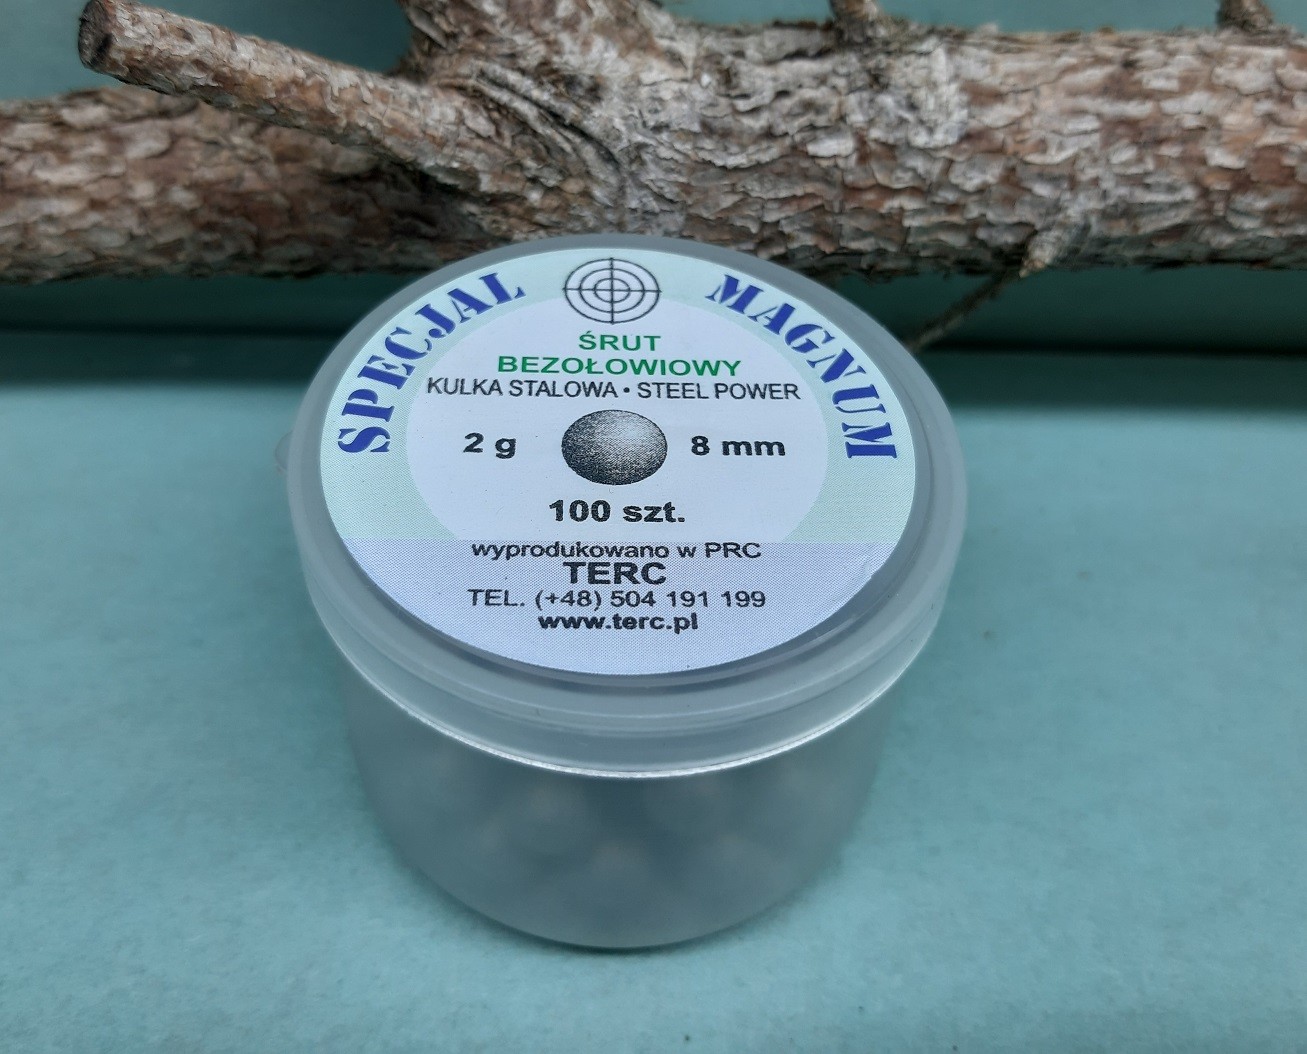 SPECJAL MAGNUM
ŚRUT
BEZOŁOWIOWY
KULKA STALOWA • STEEL POWER
2 g 8 mm
100 szt.
wyprodukowano w PRC
TERC
TEL. (+48) 504 191 199
www.terc.pl